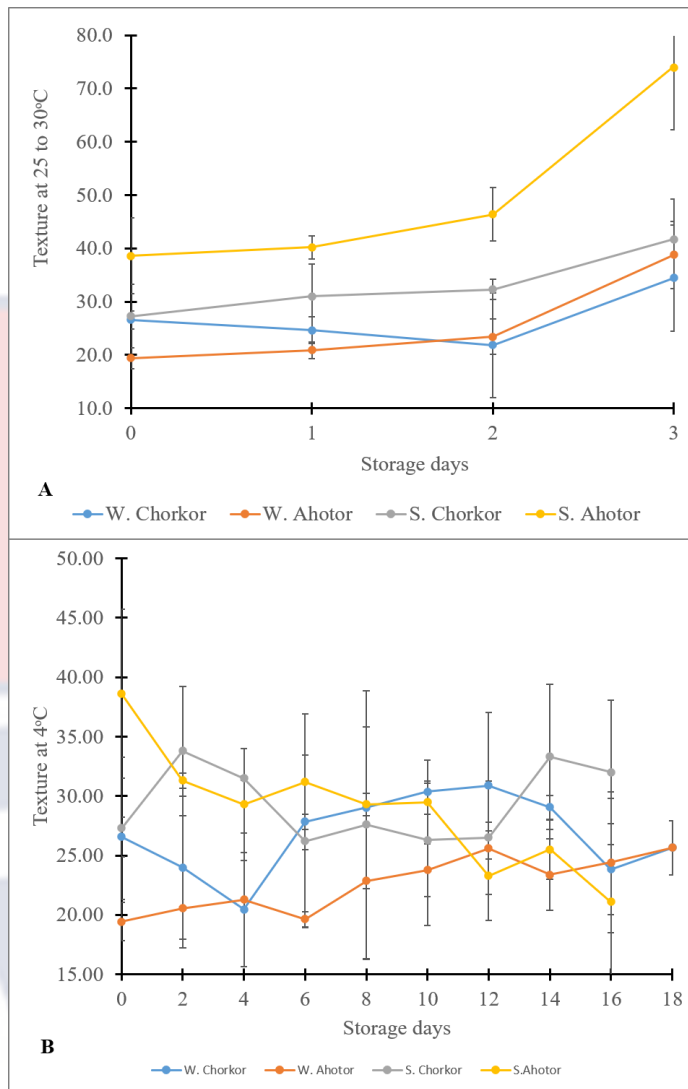 80.0
70.0
60.0
50.0
40.0
30.0
20.0
10.0
Texture at 25 to 30ºC
0 1 2 3
Storage days
A
W. Chorkor W. Ahotor S. Chorkor S. Ahotor
50.00
45.00
40.00
35.00
30.00
25.00
20.00
15.00
Texture at 4ºC
0 2 4 6 8 10 12 14 16 18
Storage days
B
W. Chorkor W. Ahotor S. Chorkor S.Ahotor